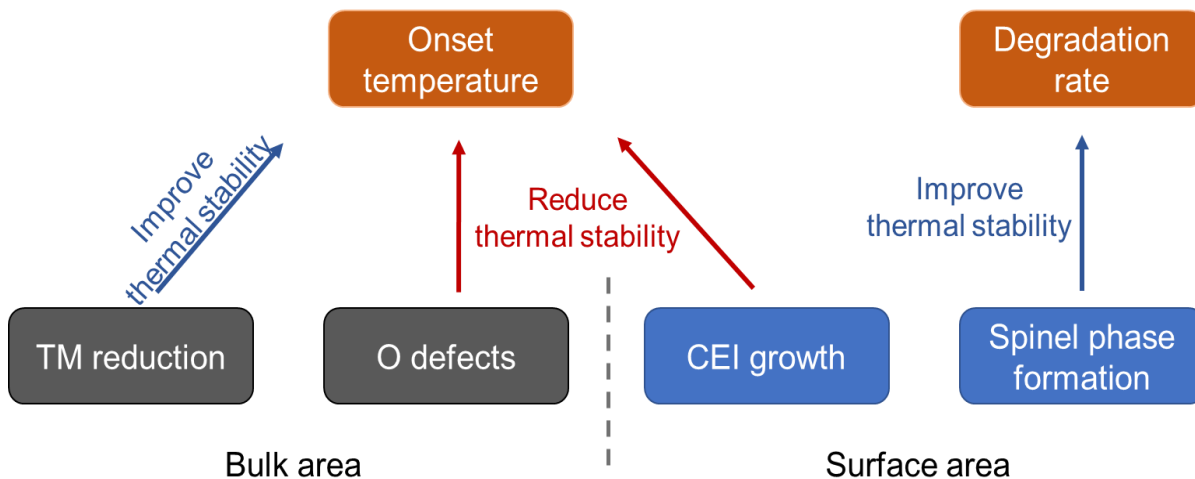 Onset
temperature
Degradation
rate
Improve
thermal stability
Reduce
thermal stability
Improve
thermal stability
TM reduction
O defects
CEI growth
Spinel phase
formation
Bulk area
Surface area